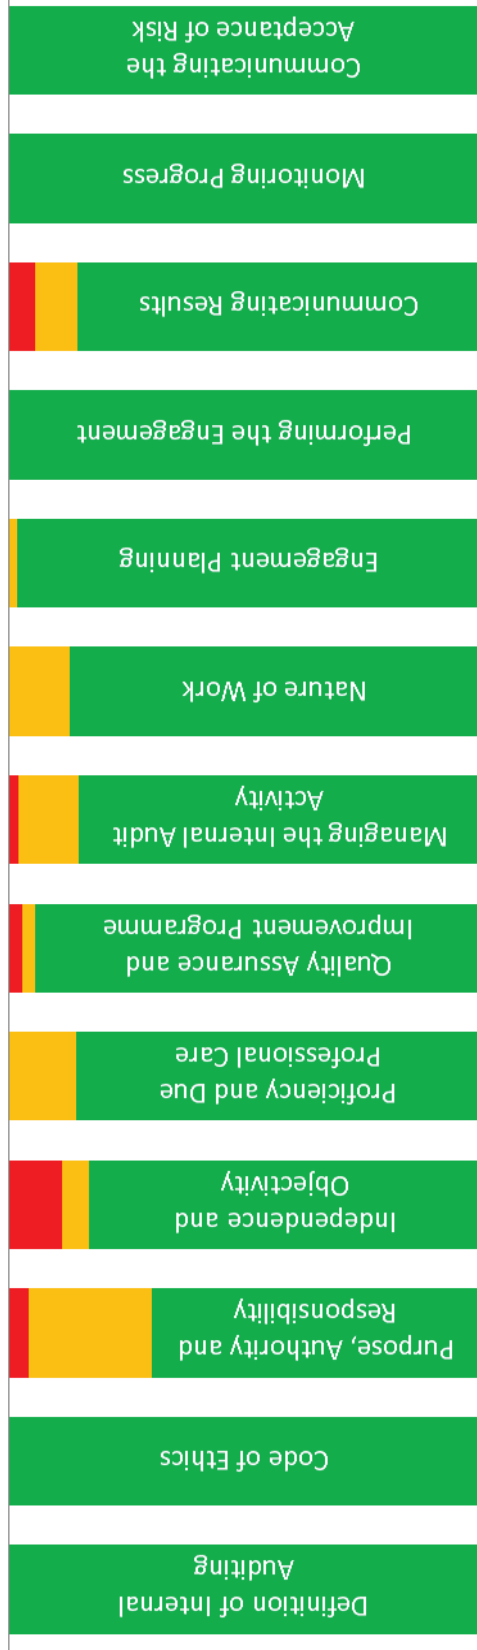 Definition of Internal
Auditing
Code of Ethics
Purpose, Authority and
Responsibility
Independence and
Objectivity
Proficiency and Due
Professional Care
Quality Assurance and
Improvement Programme
Managing the Internal Audit
Activity
Nature of Work
Engagement Planning
Performing the Engagement
Communicating Results
Monitoring Progress
Communicating the
Acceptance of Risk